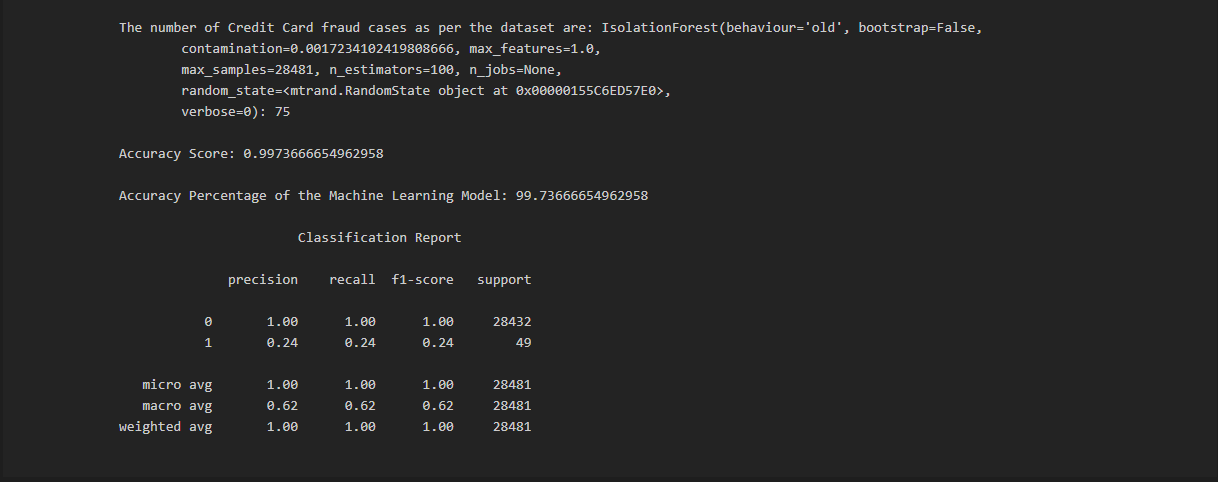 The number of Credit Card fraud cases as per the dataset are: IsolationForest(behaviour='old', bootstrap=False,
contamination=0.0017234102419808666, max_features=1.0,
max_samples=28481, n_estimators=100, n_jobs=None,
random_state=<mtrand.RandomState object at 0x00000155C6ED57E0>,
verbose=0): 75
Accuracy Score: 0.9973666654962958
Accuracy Percentage of the Machine Learning Model: 99.73666654962958
Classification Report
precision recall f1-score support
0 1.00 1.00 1.00 28432
1 0.24 0.24 0.24 49
micro avg 1.00 1.00 1.00 28481
macro avg 0.62 0.62 0.62 28481
weighted avg 1.00 1.00 1.00 28481